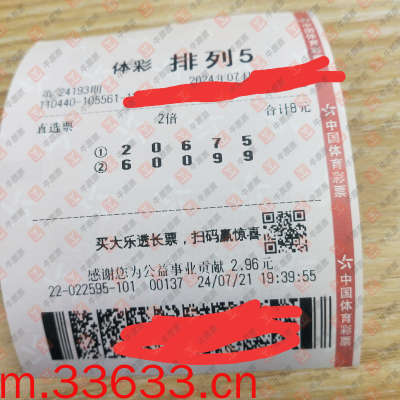 体彩 排列5
第24193期
110440-105561-1
直选票 2倍 合计8元
① 2 0 6 7 5
② 6 0 0 9 9
买大乐透长票，扫码赢惊喜
感谢您为公益事业贡献 2.96元
22-022595-101 00137 24/07/21 19:39:55
中国体育彩票
中国体育彩票
m.33633.cn